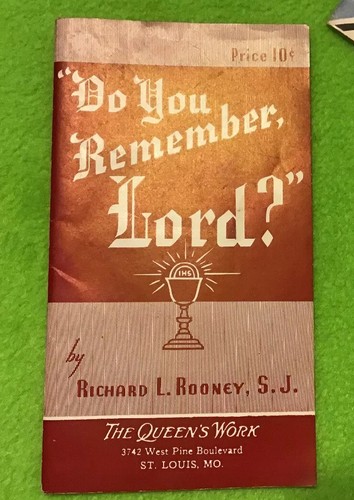 Price 10¢
"Do You
Remember,
Lord?"
IHS
by
RICHARD L. ROONEY, S.J.
THE QUEEN'S WORK
3742 West Pine Boulevard
ST. LOUIS, MO.